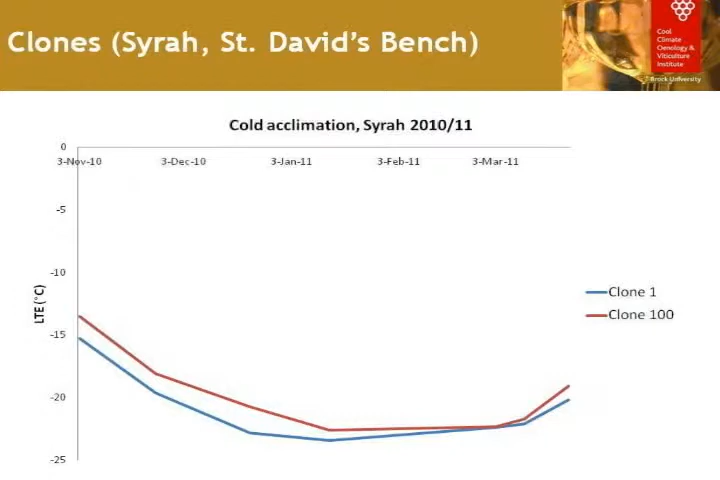 Clones (Syrah, St. David's Bench)
Cool
Climate
Oenology &
Viticulture
Institute
Brock University
Cold acclimation, Syrah 2010/11
0
3-Nov-10 3-Dec-10 3-Jan-11 3-Feb-11 3-Mar-11
-5
-10
LTE (°C)
Clone 1
Clone 100
-15
-20
-25